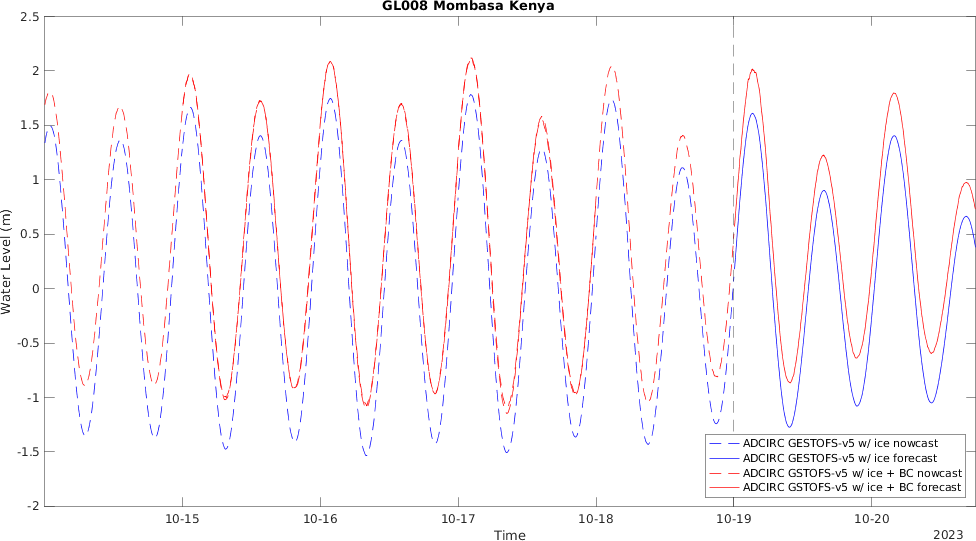 GL008 Mombasa Kenya
2.5
2
1.5
1
0.5
0
-0.5
-1
-1.5
-2
Water Level (m)
10-15
10-16
10-17
10-18
10-19
10-20
Time
2023
ADCIRC GESTOFS-v5 w/ ice nowcast
ADCIRC GESTOFS-v5 w/ ice forecast
ADCIRC GSTOFS-v5 w/ ice + BC nowcast
ADCIRC GSTOFS-v5 w/ ice + BC forecast